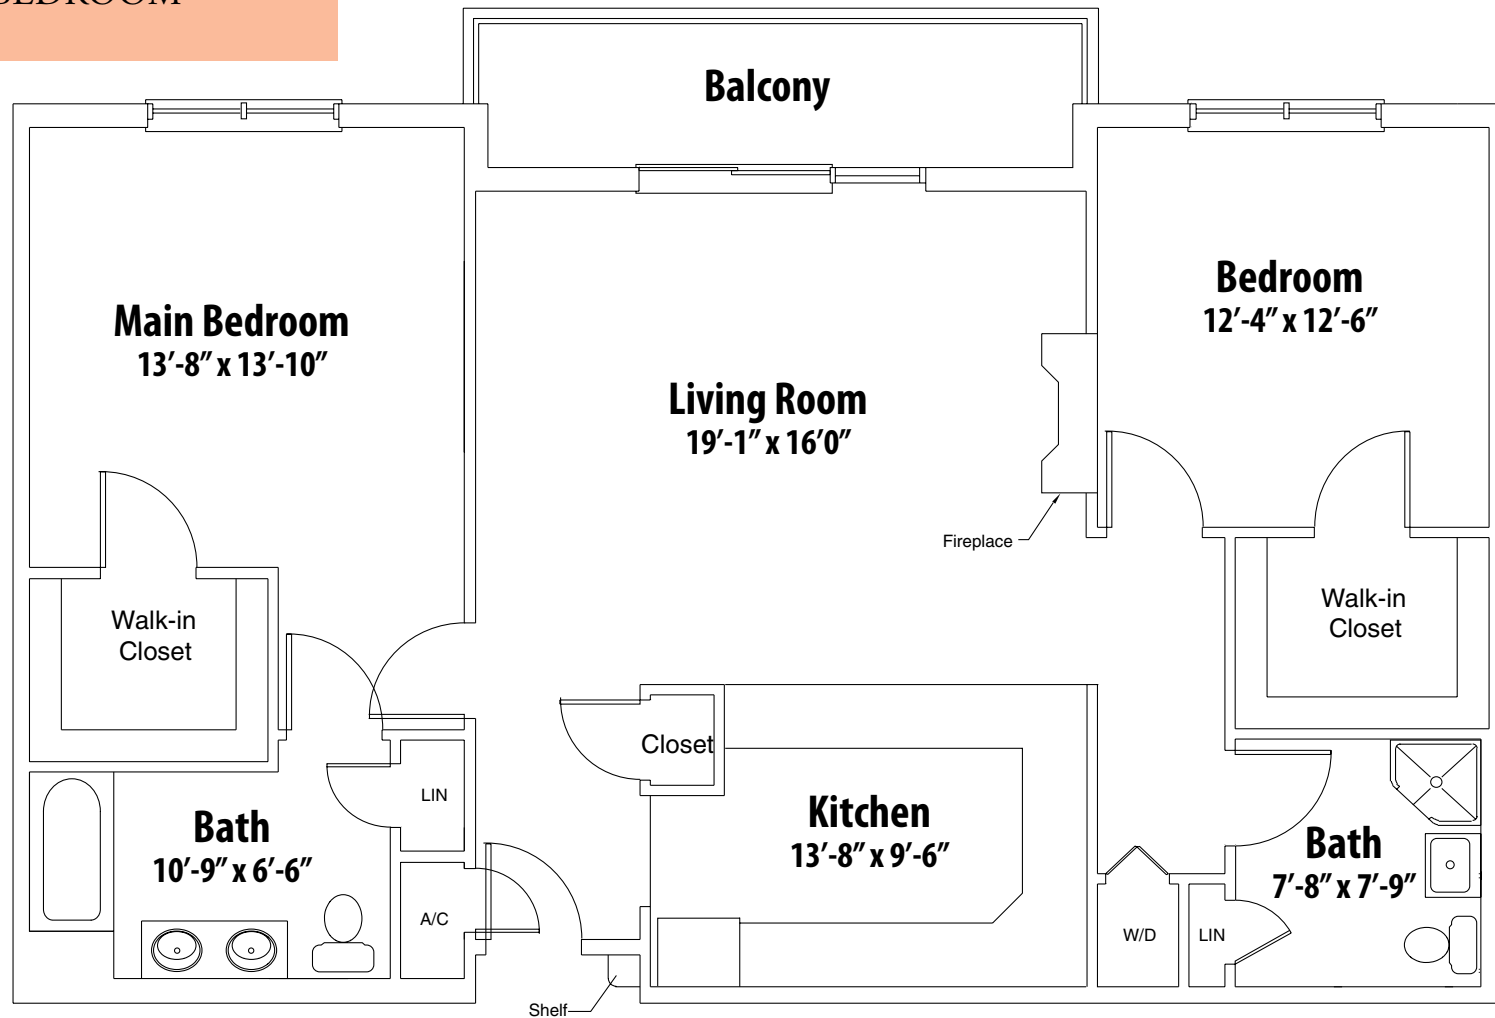 BEDROOM
Balcony
Main Bedroom
13′-8″ x 13′-10″
Bedroom
12′-4″ x 12′-6″
Living Room
19′-1″ x 16′0″
Fireplace
Walk-in
Closet
Walk-in
Closet
Closet
LIN
Bath
10′-9″ x 6′-6″
Kitchen
13′-8″ x 9′-6″
Bath
7′-8″ x 7′-9″
A/C
W/D
LIN
Shelf